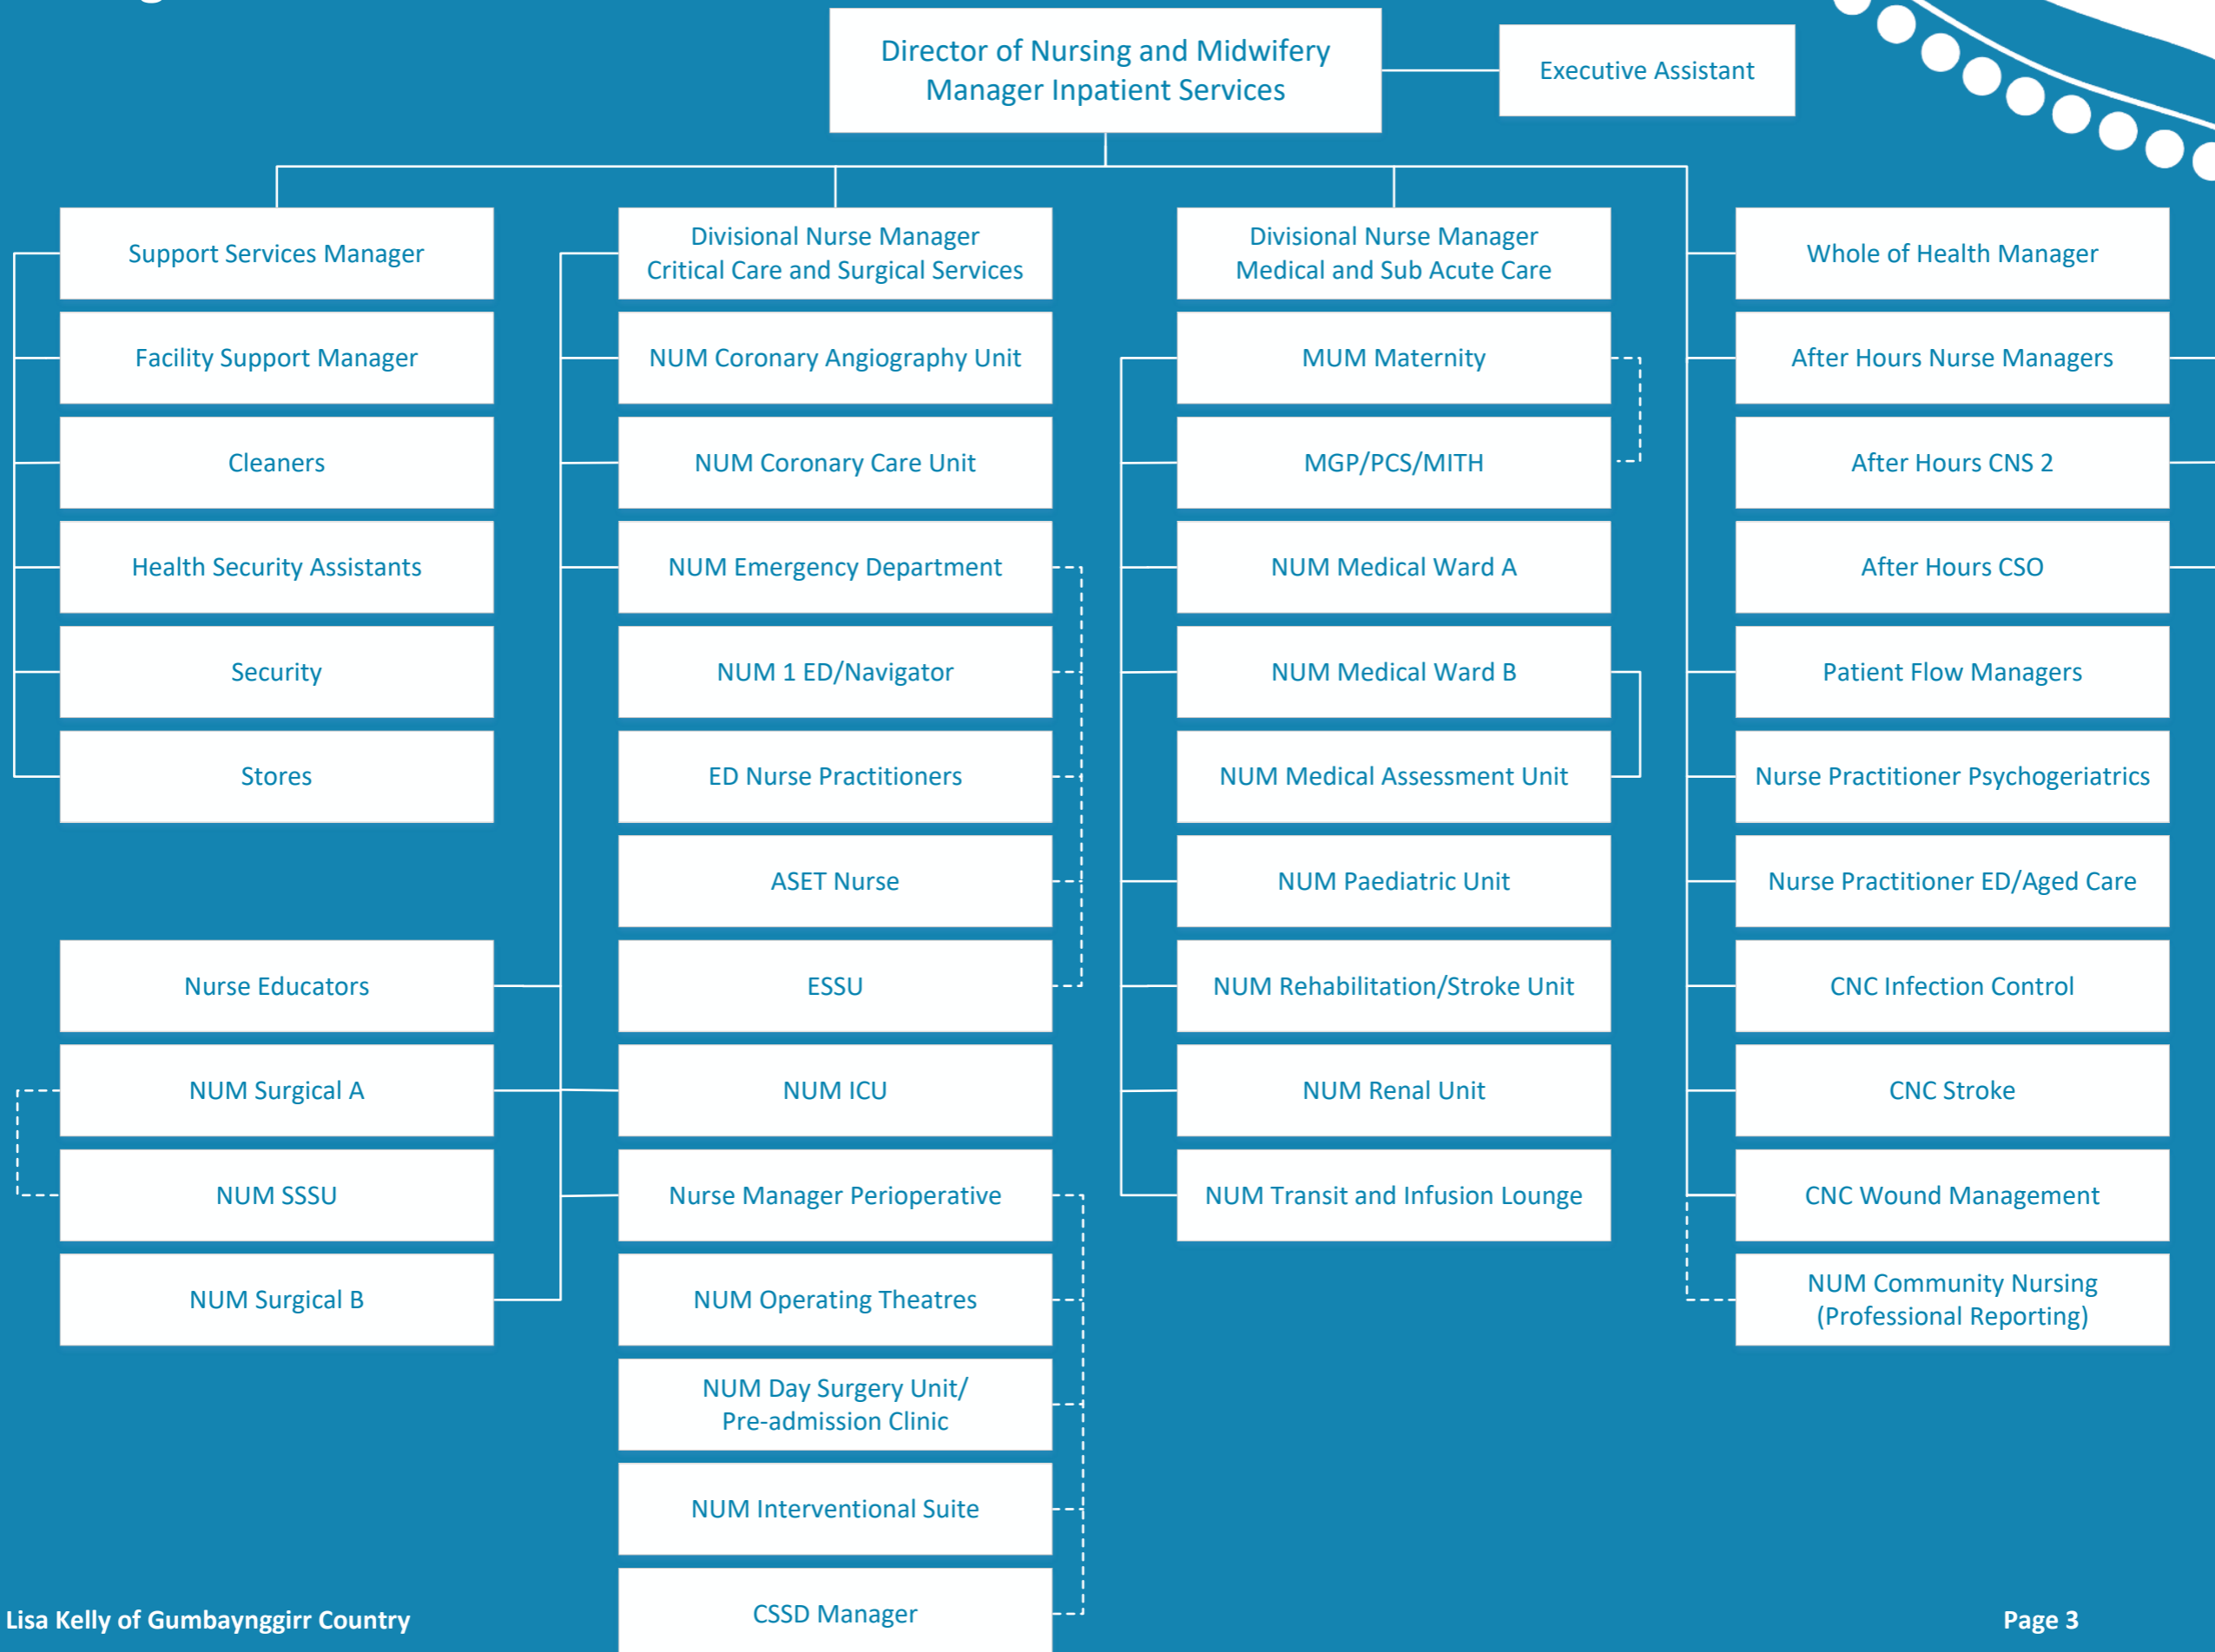 Director of Nursing and Midwifery
Manager Inpatient Services
Executive Assistant
Support Services Manager
Facility Support Manager
Cleaners
Health Security Assistants
Security
Stores
Nurse Educators
NUM Surgical A
NUM SSSU
NUM Surgical B
Divisional Nurse Manager
Critical Care and Surgical Services
NUM Coronary Angiography Unit
NUM Coronary Care Unit
NUM Emergency Department
NUM 1 ED/Navigator
ED Nurse Practitioners
ASET Nurse
ESSU
NUM ICU
Nurse Manager Perioperative
NUM Operating Theatres
NUM Day Surgery Unit/
Pre-admission Clinic
NUM Interventional Suite
CSSD Manager
Divisional Nurse Manager
Medical and Sub Acute Care
MUM Maternity
MGP/PCS/MITH
NUM Medical Ward A
NUM Medical Ward B
NUM Medical Assessment Unit
NUM Paediatric Unit
NUM Rehabilitation/Stroke Unit
NUM Renal Unit
NUM Transit and Infusion Lounge
Whole of Health Manager
After Hours Nurse Managers
After Hours CNS 2
After Hours CSO
Patient Flow Managers
Nurse Practitioner Psychogeriatrics
Nurse Practitioner ED/Aged Care
CNC Infection Control
CNC Stroke
CNC Wound Management
NUM Community Nursing
(Professional Reporting)
Lisa Kelly of Gumbaynggirr Country
Page 3